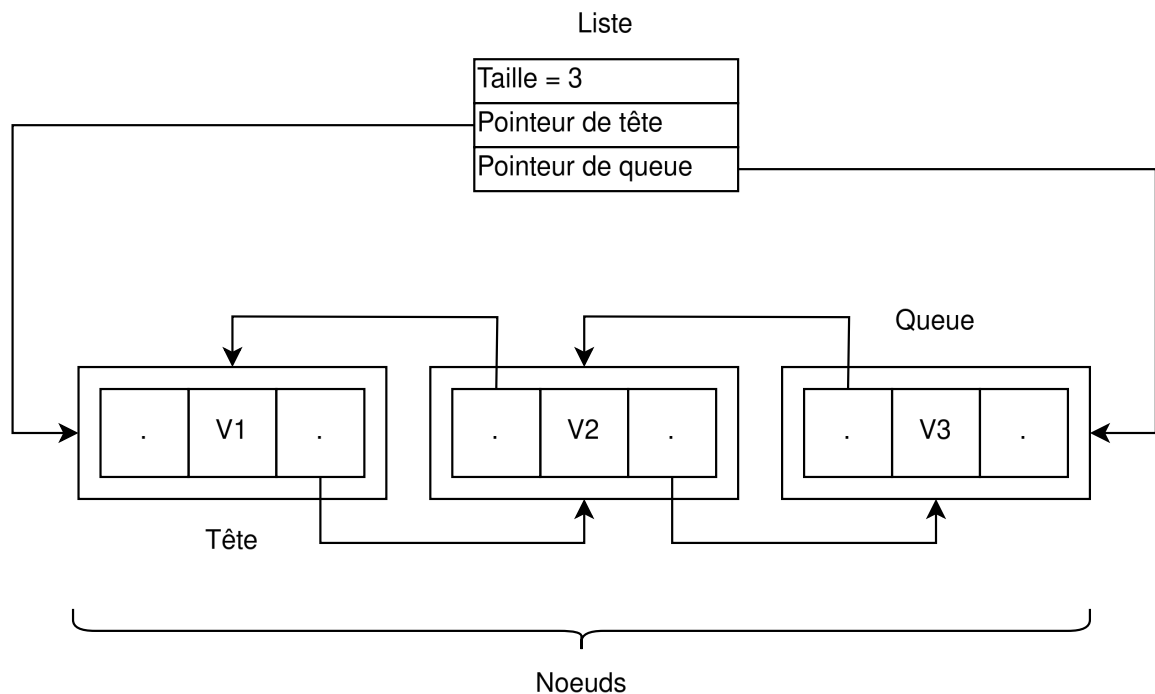 Liste
Taille = 3
Pointeur de tête
Pointeur de queue
Queue
. V1 . . V2 . . V3 .
Tête
Noeuds